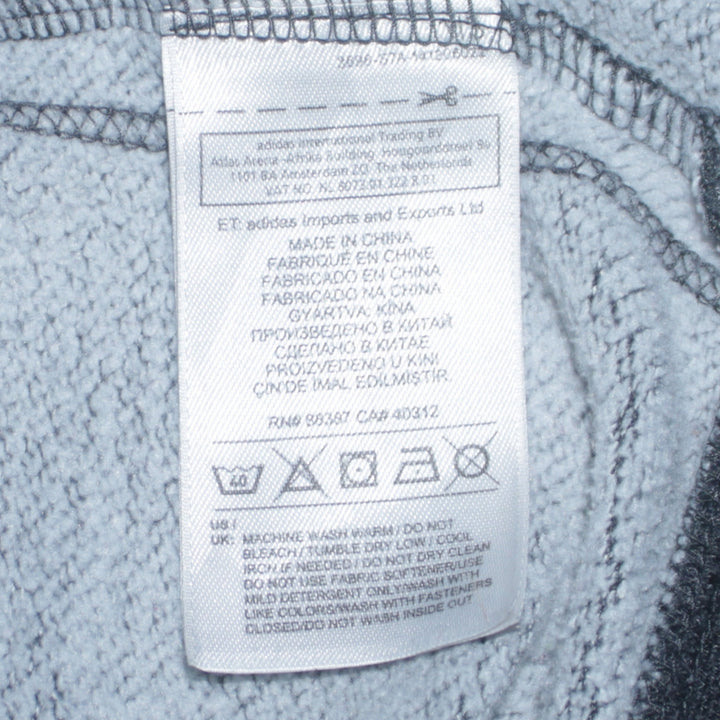 adidas International Trading BV
Atlas Arena -Afrika Building, Hoogoorddreef 9a
1101 BA Amsterdam ZO The Netherlands
VAT NO. NL 8073.01.322 B.01
ET: adidas Imports and Exports Ltd
MADE IN CHINA
FABRIQUÉ EN CHINE
FABRICADO EN CHINA
FABRICADO NA CHINA
GYÁRTVA: KÍNA
ПРОИЗВЕДЕНО В КИТАЙ
СДЕЛАНО В КИТАЕ
PROIZVEDENO U KINI
ÇİN'DE İMAL EDİLMİŞTİR.
RN# 88387 CA# 40312
40
US /
UK: MACHINE WASH WARM / DO NOT
BLEACH / TUMBLE DRY LOW / COOL
IRON IF NEEDED / DO NOT DRY CLEAN
DO NOT USE FABRIC SOFTENER/USE
MILD DETERGENT ONLY/WASH WITH
LIKE COLORS/WASH WITH FASTENERS
CLOSED/DO NOT WASH INSIDE OUT